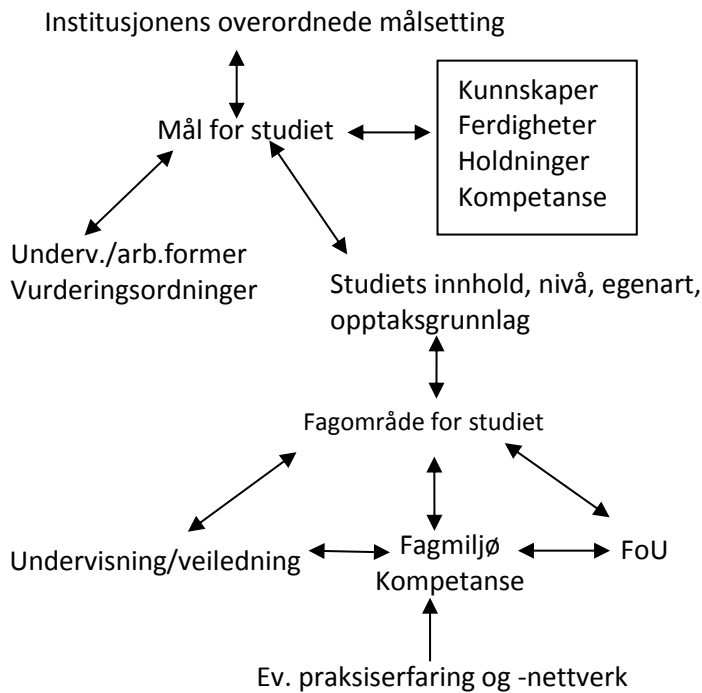 Institusjonens overordnede målsetting
Mål for studiet
Kunnskaper
Ferdigheter
Holdninger
Kompetanse
Underv./arb.former
Vurderingsordninger
Studiets innhold, nivå, egenart,
opptaksgrunnlag
Fagområde for studiet
Undervisning/veiledning
Fagmiljø
Kompetanse
FoU
Ev. praksiserfaring og -nettverk